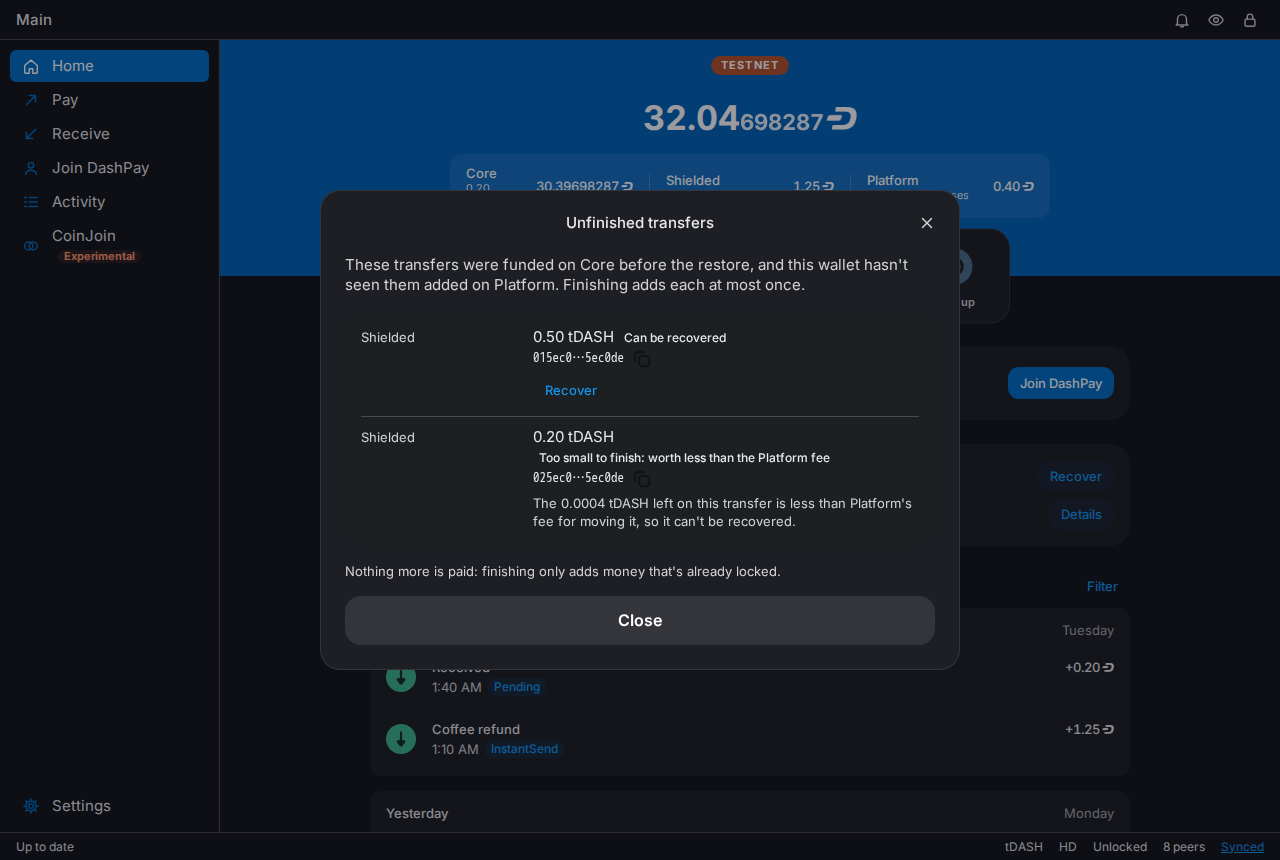 Main
Home
Pay
Receive
Join DashPay
Activity
CoinJoin
Experimental
Settings
TESTNET
32.04698287
Core
0.20
30.39698287
Shielded
1.25
Platform
0.40
Unfinished transfers
These transfers were funded on Core before the restore, and this wallet hasn't
seen them added on Platform. Finishing adds each at most once.
Shielded
0.50 tDASH Can be recovered
015ec0···5ec0de
Recover
Shielded
0.20 tDASH
Too small to finish: worth less than the Platform fee
025ec0···5ec0de
The 0.0004 tDASH left on this transfer is less than Platform's
fee for moving it, so it can't be recovered.
Nothing more is paid: finishing only adds money that's already locked.
Close
up
Join DashPay
Recover
Details
Filter
Tuesday
Received
+0.20
1:40 AM Pending
Coffee refund
+1.25
1:10 AM InstantSend
Yesterday
Monday
Up to date
tDASH HD Unlocked 8 peers Synced